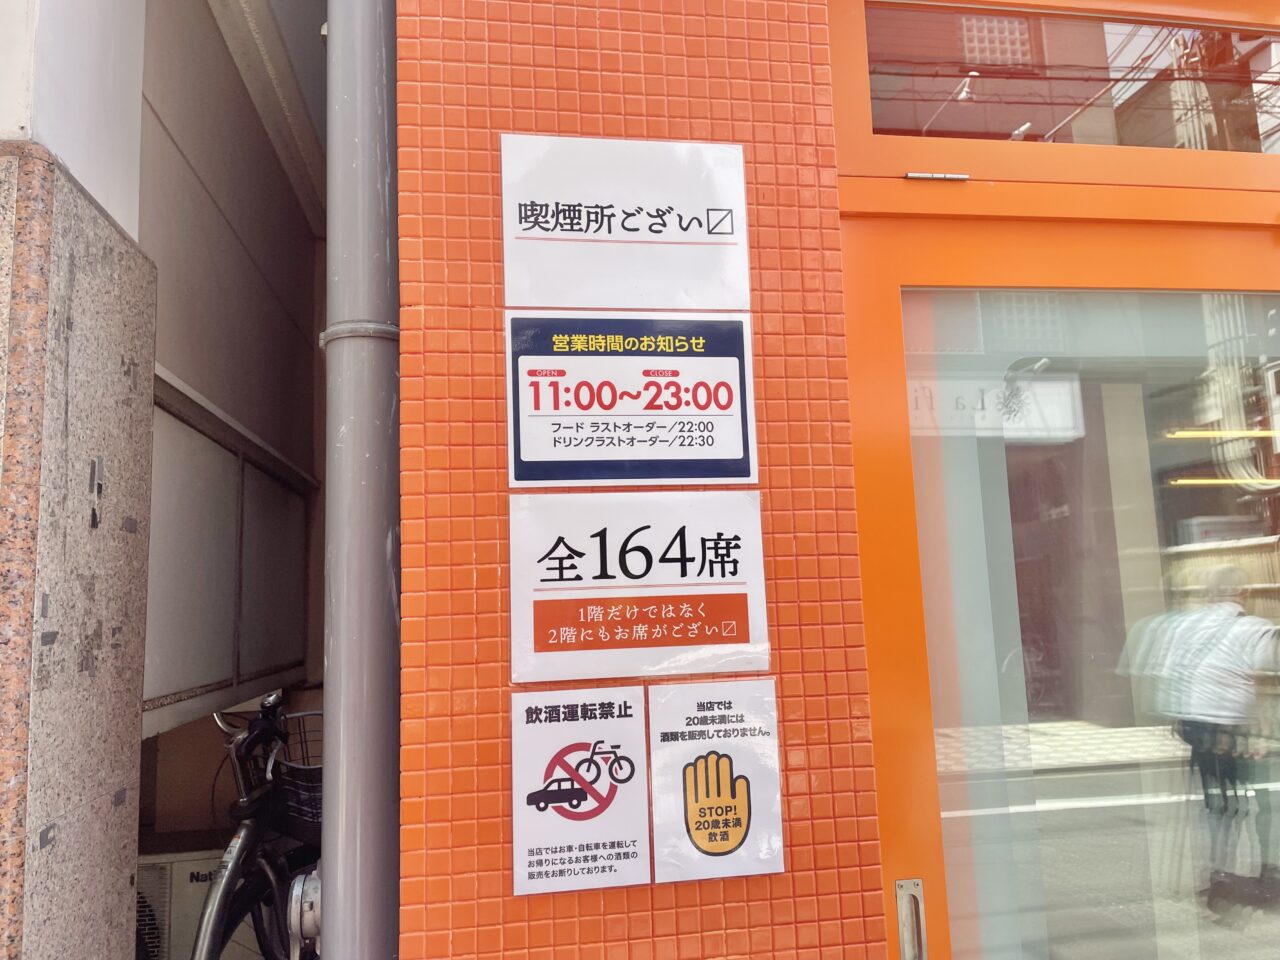 喫煙所ござい〼
営業時間のお知らせ
OPEN CLOSE
11:00〜23:00
フード ラストオーダー／22:00
ドリンクラストオーダー／22:30
全164席
1階だけではなく
2階にもお席がござい〼
飲酒運転禁止
当店ではお車・自転車を運転して
お帰りになるお客様への酒類の
販売をお断りしております。
当店では
20歳未満には
酒類を販売しておりません。
STOP!
20歳未満
飲酒
Nat
La fi